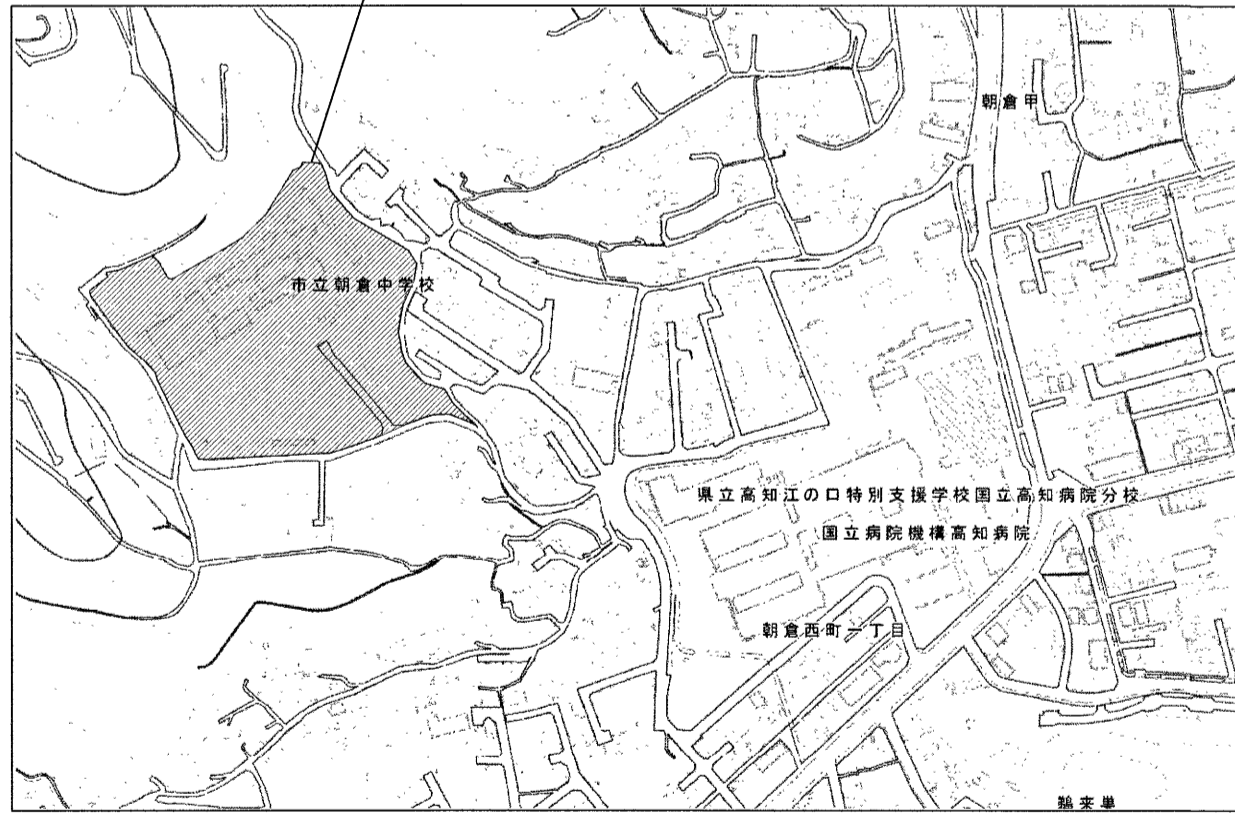 朝倉甲
市立朝倉中学校
県立高知江の口特別支援学校国立高知病院分校
国立病院機構高知病院
朝倉西町一丁目
鵜来巣